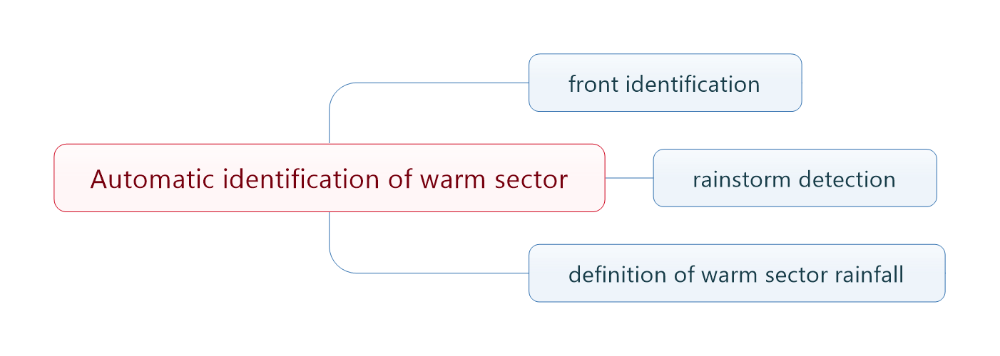 front identification
Automatic identification of warm sector
rainstorm detection
definition of warm sector rainfall